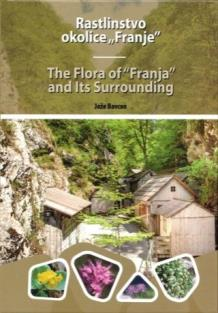 Rastlinstvo
okolice „Franje”
The Flora of “Franja”
and Its Surrounding
Jože Bavcon